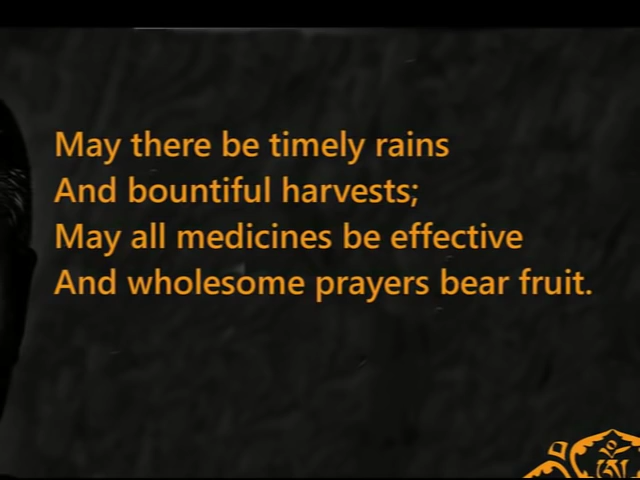 May there be timely rains
And bountiful harvests;
May all medicines be effective
And wholesome prayers bear fruit.